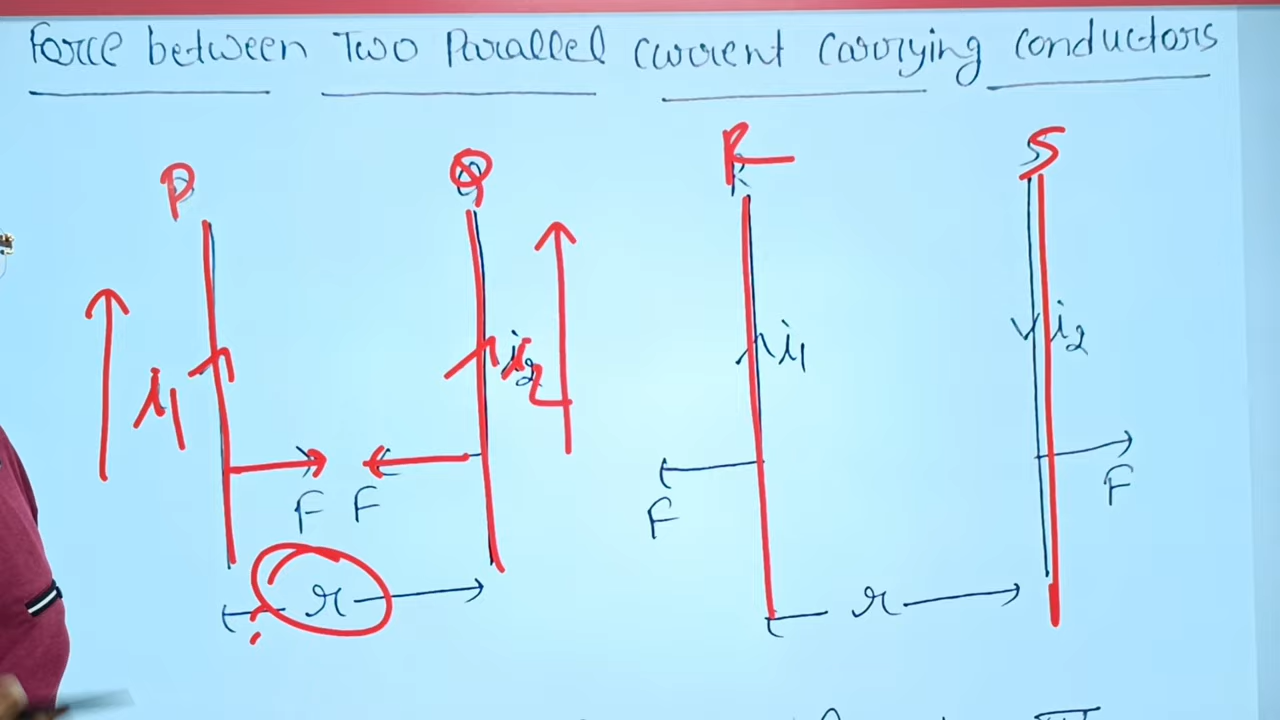 Force between Two Parallel current carrying conductors
P Q R S
i1 i2 i1 i2
F F F F
r r